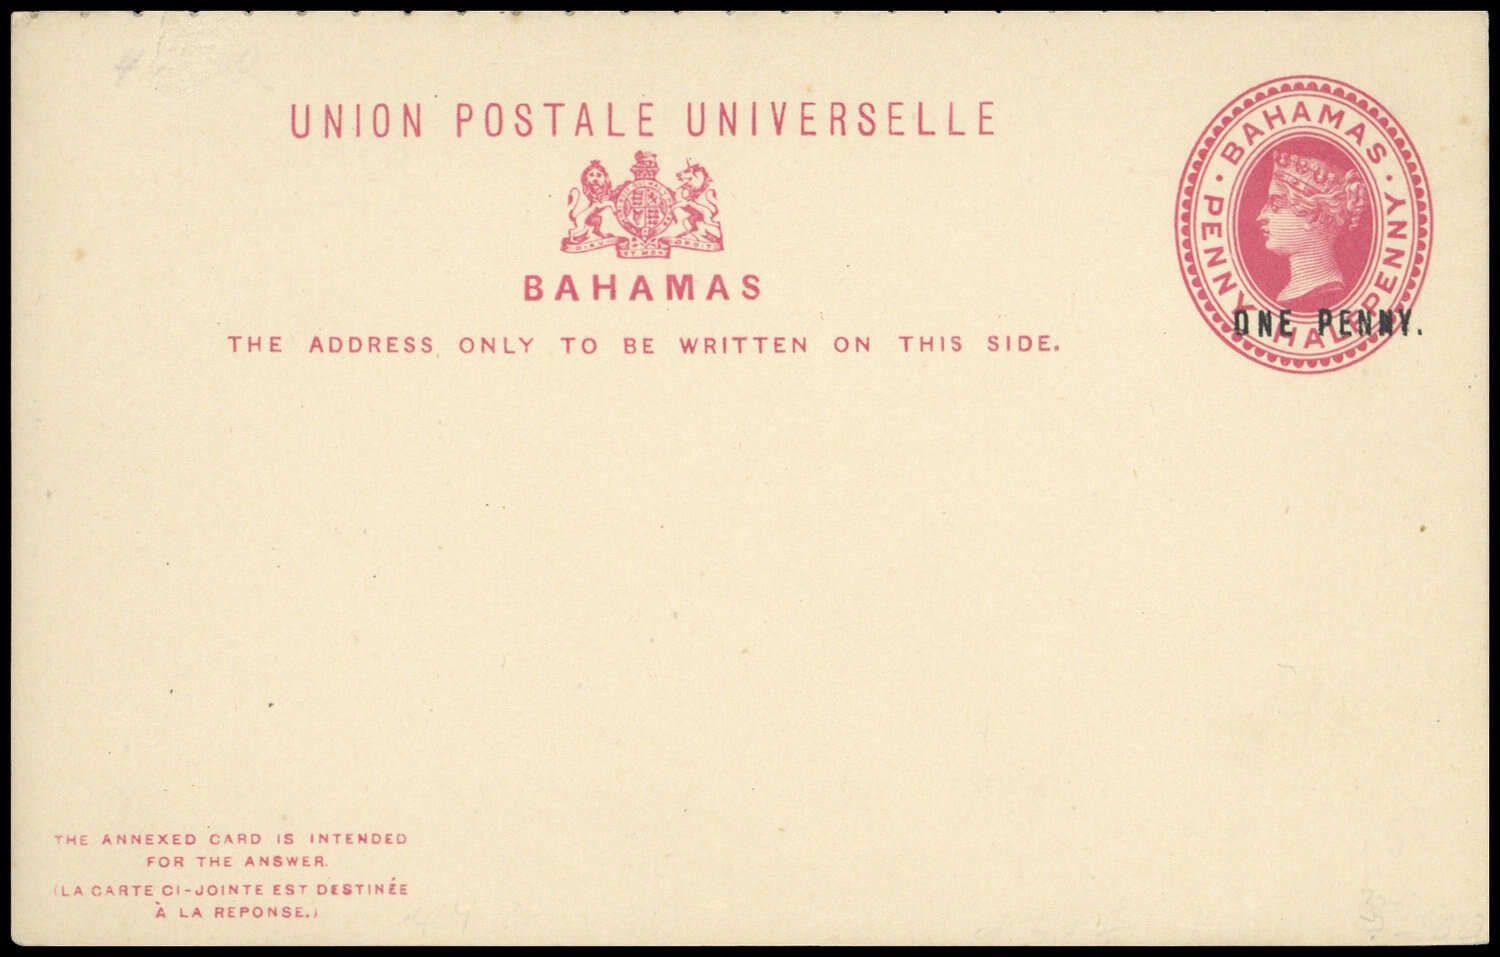 UNION POSTALE UNIVERSELLE
BAHAMAS
THE ADDRESS ONLY TO BE WRITTEN ON THIS SIDE.
· BAHAMAS ·
PENNY HALFPENNY
ONE PENNY.
THE ANNEXED CARD IS INTENDED
FOR THE ANSWER.
(LA CARTE CI-JOINTE EST DESTINÉE
À LA REPONSE.)